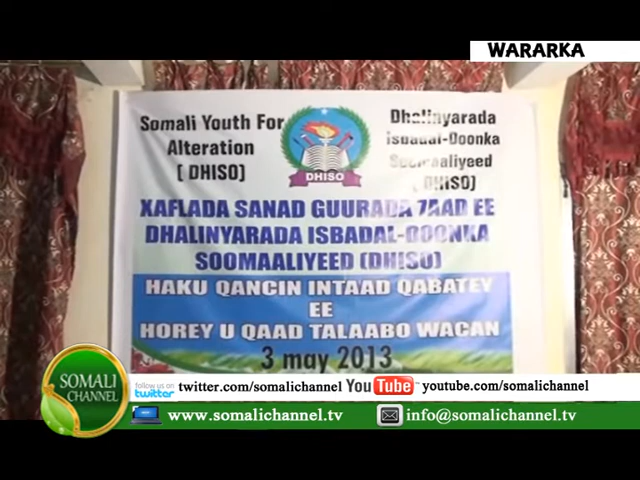 WARARKA
Somali Youth For
Alteration
( DHISO)
Dhalinyarada
isbadal-Doonka
Soomaaliyeed
( DHISO)
DHISO
XAFLADA SANAD GUURADA 7AAD EE
DHALINYARADA ISBADAL-DOONKA
SOOMAALIYEED (DHISO)
HAKU QANCIN INTAAD QABATEY
EE
HOREY U QAAD TALAABO WACAN
3 may 2013
SOMALI
CHANNEL
follow us on
twitter
twitter.com/somalichannel
YouTube
youtube.com/somalichannel
www.somalichannel.tv
info@somalichannel.tv